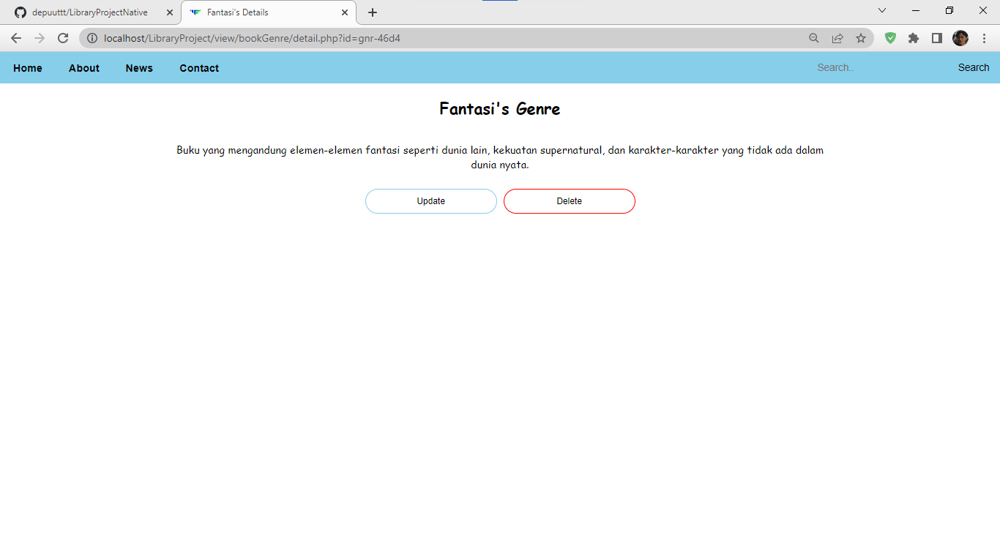 depuuttt/LibraryProjectNative
Fantasi's Details
localhost/LibraryProject/view/bookGenre/detail.php?id=gnr-46d4
Home About News Contact Search.. Search
Fantasi's Genre
Buku yang mengandung elemen-elemen fantasi seperti dunia lain, kekuatan supernatural, dan karakter-karakter yang tidak ada dalam
dunia nyata.
Update Delete